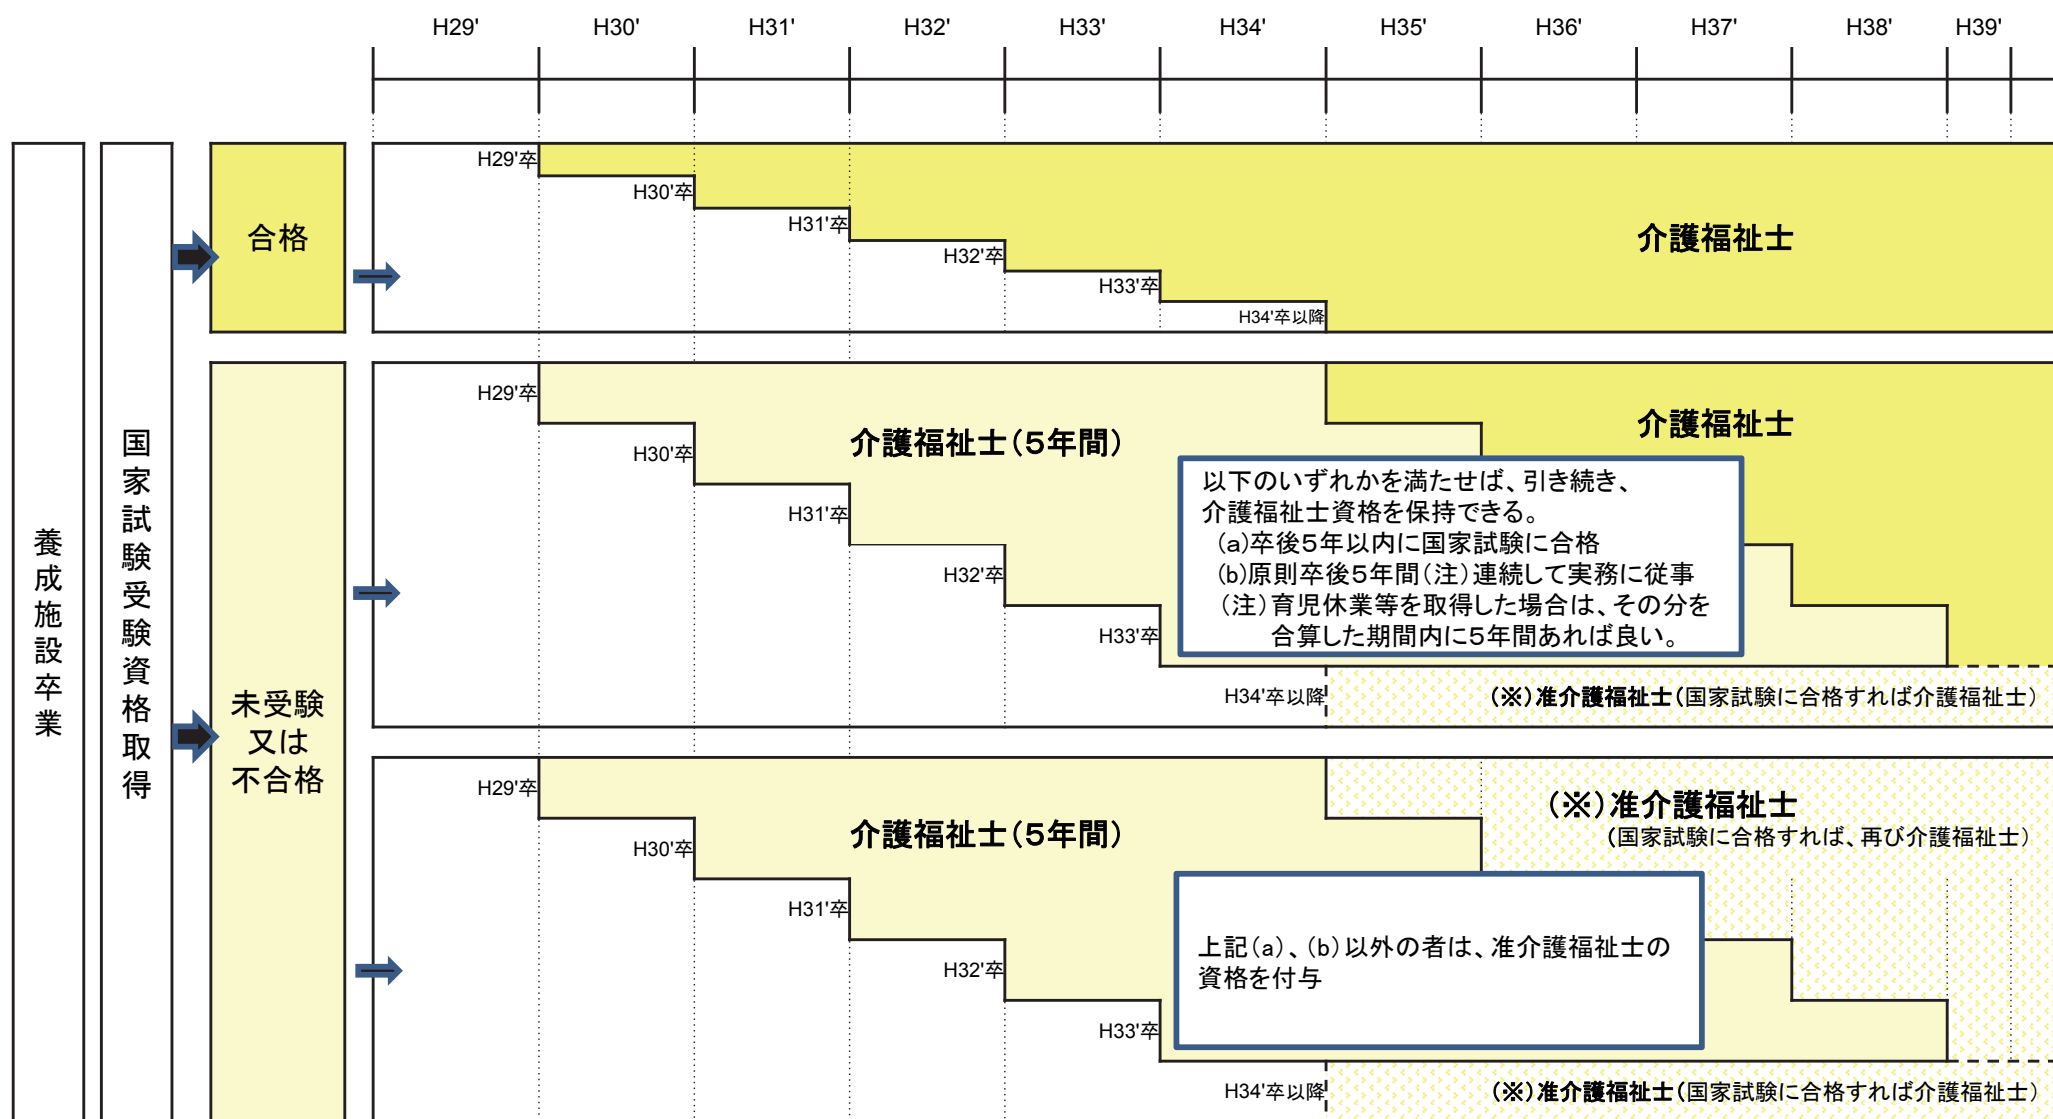 H29' H30' H31' H32' H33' H34' H35' H36' H37' H38' H39'
養成施設卒業
国家試験受験資格取得
合格
H29'卒
H30'卒
H31'卒
H32'卒
H33'卒
H34'卒以降
介護福祉士
未受験
又は
不合格
H29'卒
H30'卒
H31'卒
H32'卒
H33'卒
H34'卒以降
介護福祉士(5年間)
介護福祉士
以下のいずれかを満たせば、引き続き、
介護福祉士資格を保持できる。
(a)卒後5年以内に国家試験に合格
(b)原則卒後5年間(注)連続して実務に従事
(注)育児休業等を取得した場合は、その分を
合算した期間内に5年間あれば良い。
(※)准介護福祉士(国家試験に合格すれば介護福祉士)
H29'卒
H30'卒
H31'卒
H32'卒
H33'卒
H34'卒以降
介護福祉士(5年間)
(※)准介護福祉士
(国家試験に合格すれば、再び介護福祉士)
上記(a)、(b)以外の者は、准介護福祉士の
資格を付与
(※)准介護福祉士(国家試験に合格すれば介護福祉士)